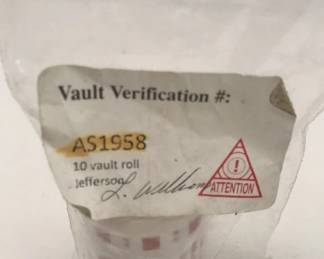 Vault Verification #:
AS1958
10 vault roll
Jefferson
ATTENTION